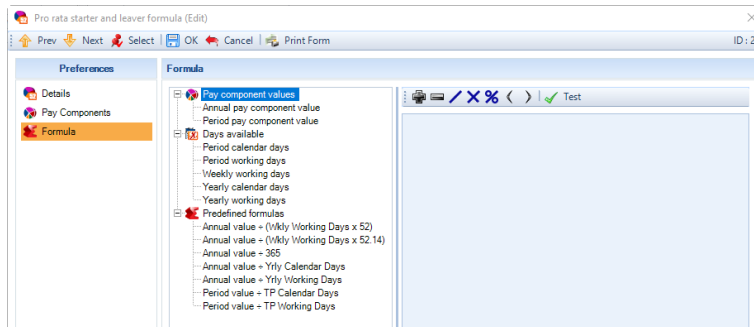 Pro rata starter and leaver formula (Edit)
Prev Next Select OK Cancel Print Form ID : 2
Preferences
Details
Pay Components
Formula
Formula
Pay component values
Annual pay component value
Period pay component value
Days available
Period calendar days
Period working days
Weekly working days
Yearly calendar days
Yearly working days
Predefined formulas
Annual value ÷ (Wkly Working Days x 52)
Annual value ÷ (Wkly Working Days x 52.14)
Annual value ÷ 365
Annual value ÷ Yrly Calendar Days
Annual value ÷ Yrly Working Days
Period value ÷ TP Calendar Days
Period value ÷ TP Working Days
Test